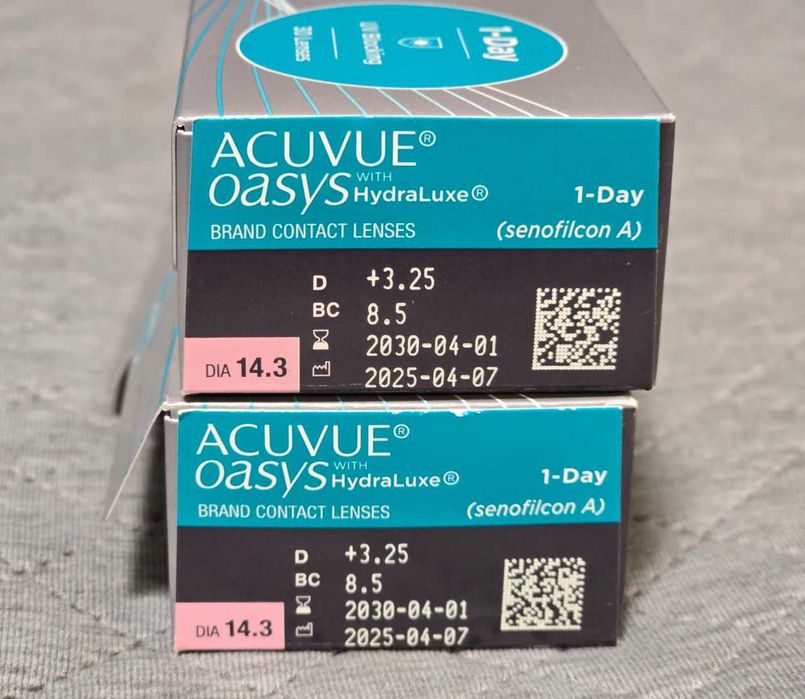 1-Day
UV Blocking
30 Lenses
ACUVUE®
oasys WITH HydraLuxe® 1-Day
BRAND CONTACT LENSES (senofilcon A)
D +3.25
BC 8.5
2030-04-01
DIA 14.3 2025-04-07
ACUVUE®
oasys WITH HydraLuxe® 1-Day
BRAND CONTACT LENSES (senofilcon A)
D +3.25
BC 8.5
2030-04-01
DIA 14.3 2025-04-07